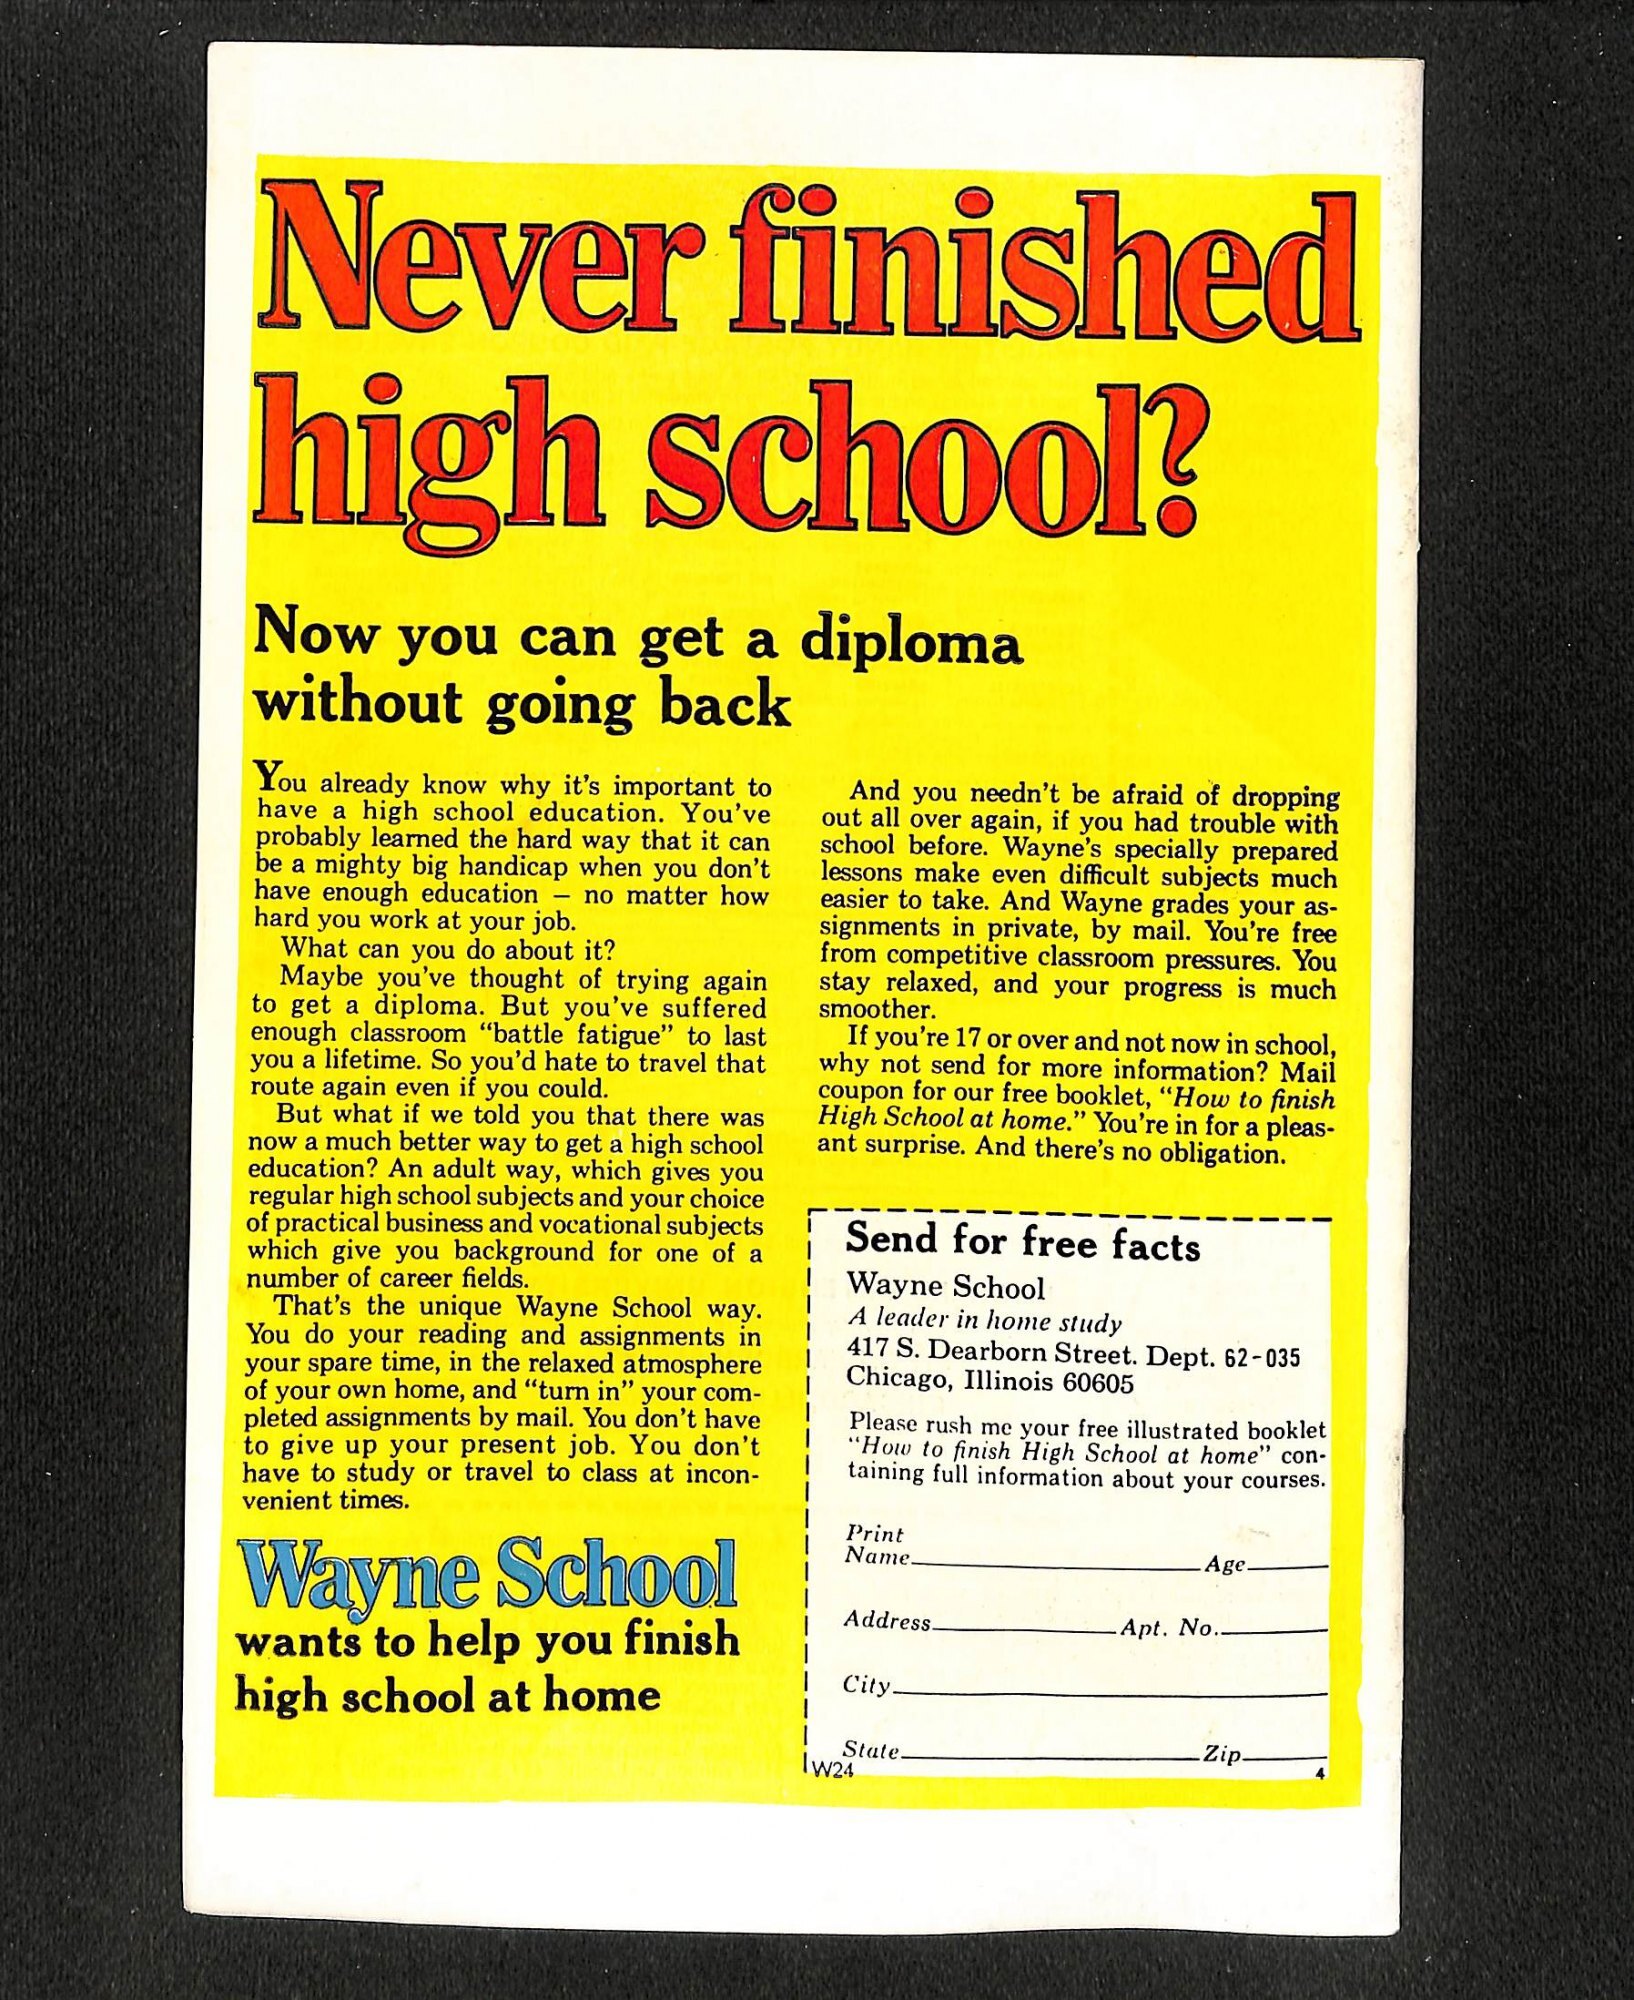 Never finished
high school?
Now you can get a diploma
without going back
You already know why it's important to
have a high school education. You've
probably learned the hard way that it can
be a mighty big handicap when you don't
have enough education – no matter how
hard you work at your job.
What can you do about it?
Maybe you've thought of trying again
to get a diploma. But you've suffered
enough classroom "battle fatigue" to last
you a lifetime. So you'd hate to travel that
route again even if you could.
But what if we told you that there was
now a much better way to get a high school
education? An adult way, which gives you
regular high school subjects and your choice
of practical business and vocational subjects
which give you background for one of a
number of career fields.
That's the unique Wayne School way.
You do your reading and assignments in
your spare time, in the relaxed atmosphere
of your own home, and "turn in" your com-
pleted assignments by mail. You don't have
to give up your present job. You don't
have to study or travel to class at incon-
venient times.
Wayne School
wants to help you finish
high school at home
And you needn't be afraid of dropping
out all over again, if you had trouble with
school before. Wayne's specially prepared
lessons make even difficult subjects much
easier to take. And Wayne grades your as-
signments in private, by mail. You're free
from competitive classroom pressures. You
stay relaxed, and your progress is much
smoother.
If you're 17 or over and not now in school,
why not send for more information? Mail
coupon for our free booklet, "How to finish
High School at home." You're in for a pleas-
ant surprise. And there's no obligation.
Send for free facts
Wayne School
A leader in home study
417 S. Dearborn Street. Dept. 62-035
Chicago, Illinois 60605
Please rush me your free illustrated booklet
"How to finish High School at home" con-
taining full information about your courses.
Print
Name Age
Address Apt. No.
City
State Zip
W24 4